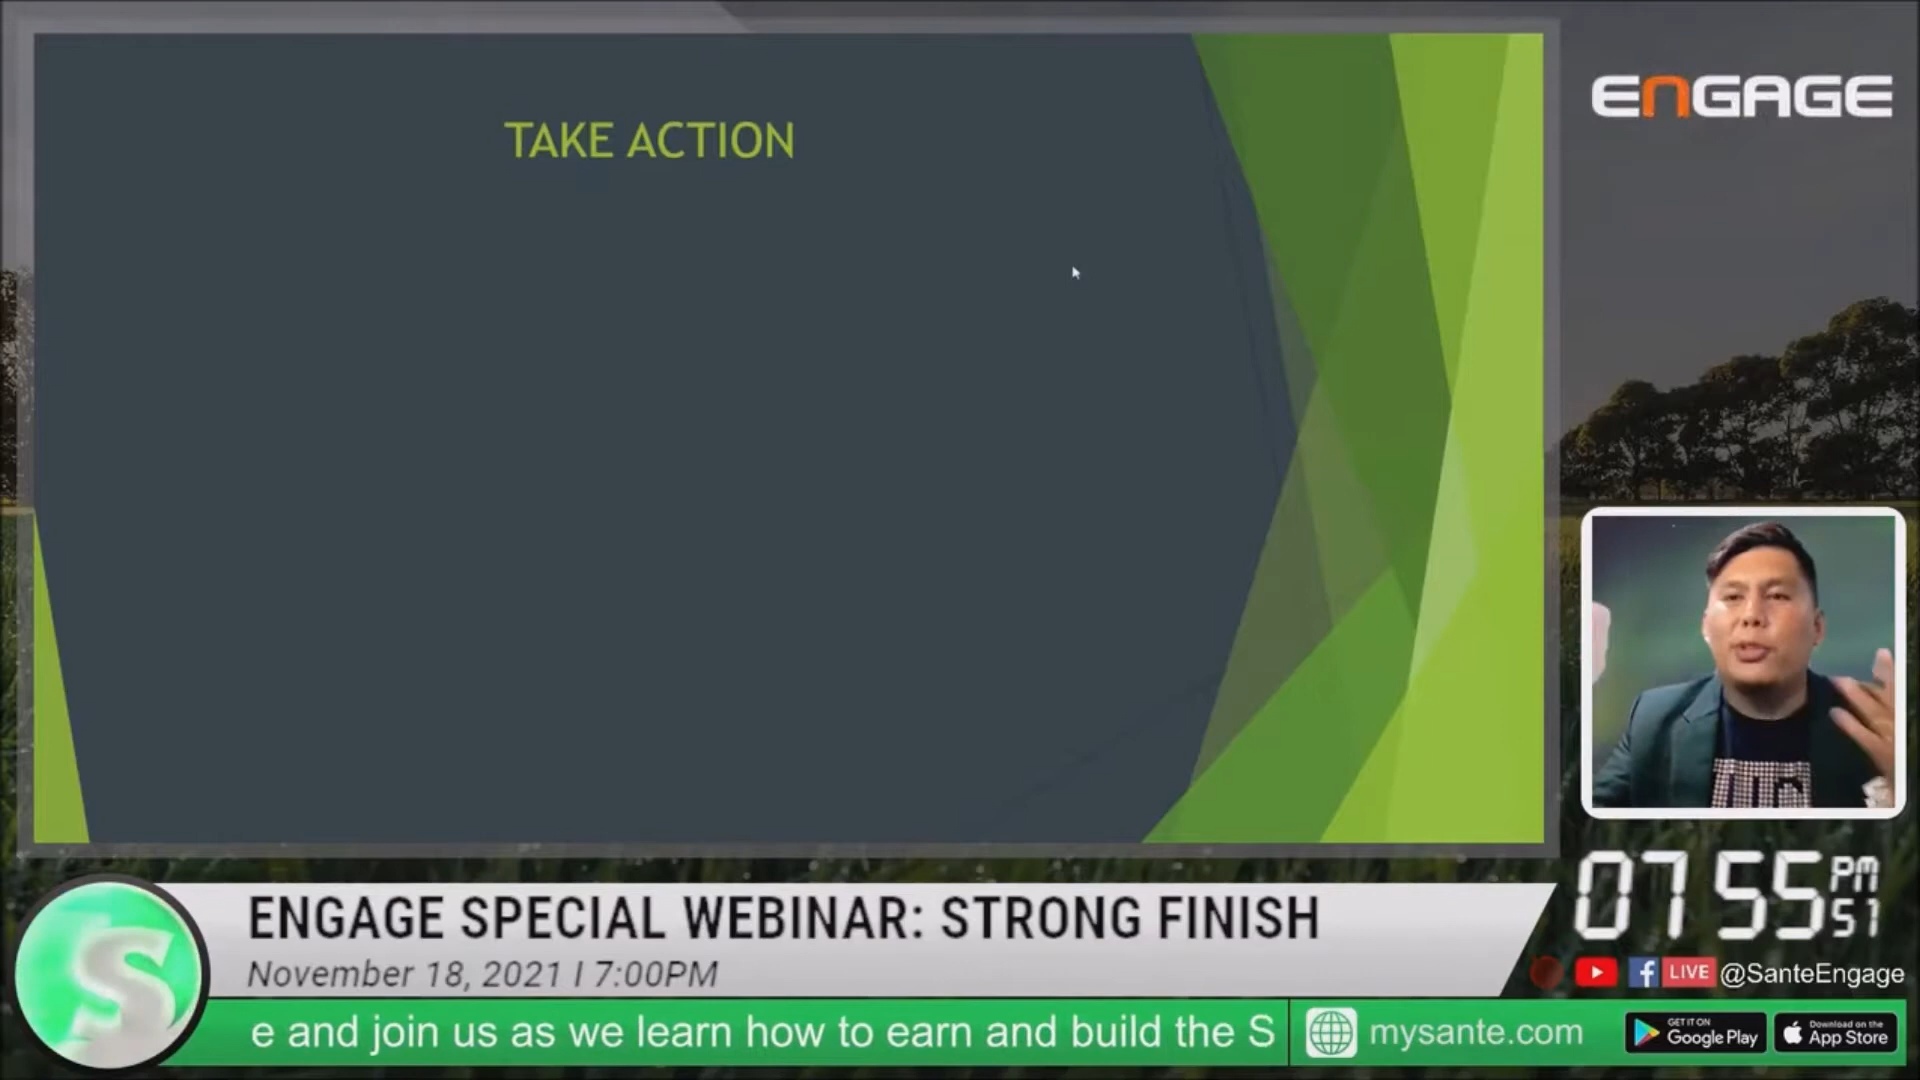 TAKE ACTION
ENGAGE
07 55 PM 51
LIVE @SanteEngage
ENGAGE SPECIAL WEBINAR: STRONG FINISH
November 18, 2021 I 7:00PM
S
e and join us as we learn how to earn and build the S
mysante.com
GET IT ON
Google Play
Download on the
App Store